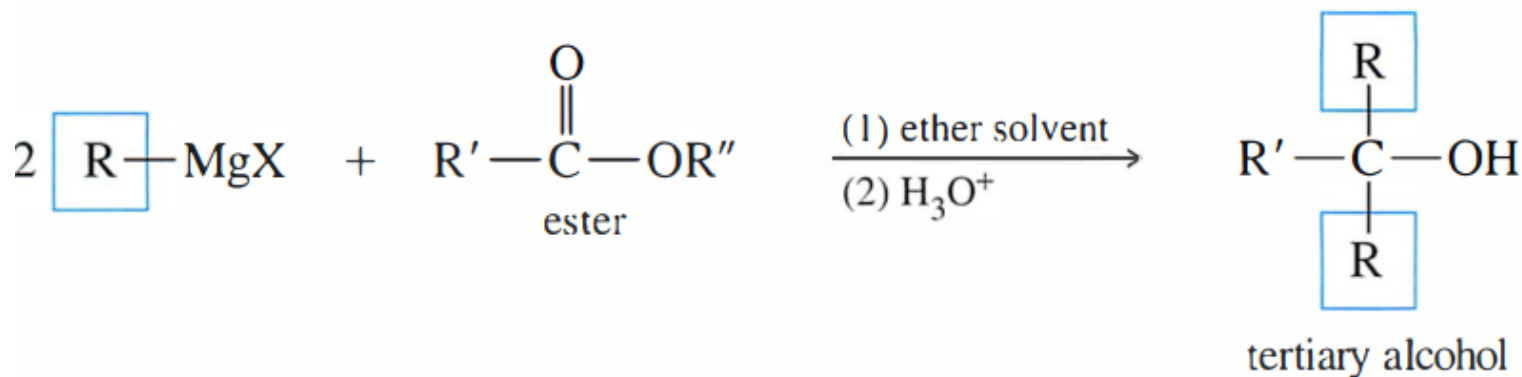 O
2 R—MgX + R′—C—OR″
ester
(1) ether solvent
(2) H₃O⁺
R
R′—C—OH
R
tertiary alcohol